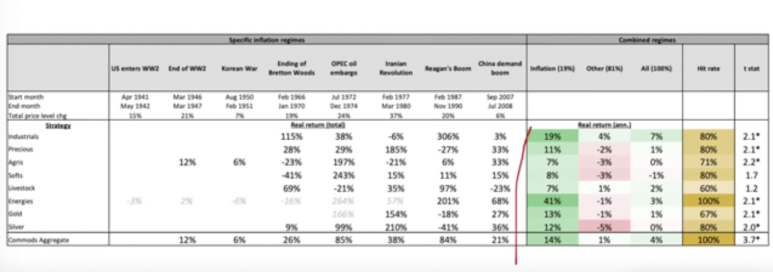 Specific inflation regimes Combined regimes
US enters WW2 End of WW2 Korean War Ending of Bretton Woods OPEC oil embargo Iranian Revolution Reagan's Boom China demand boom Inflation (19%) Other (81%) All (100%) Hit rate t stat
Start month Apr 1941 Mar 1946 Aug 1950 Feb 1966 Jul 1972 Feb 1977 Feb 1987 Sep 2007
End month May 1942 Mar 1947 Feb 1951 Jan 1970 Dec 1974 Mar 1980 Nov 1990 Jul 2008
Total price level chg 15% 21% 7% 19% 24% 37% 20% 6%
Strategy Real return (total) Real return (ann.)
Industrials 115% 38% -6% 306% 3% 19% 4% 7% 80% 2.1*
Precious 28% 29% 185% -27% 33% 11% -2% 1% 80% 2.1*
Agris 12% 6% -23% 197% -21% 6% 33% 7% -3% 0% 71% 2.2*
Softs -41% 243% 15% 11% 15% 8% -3% -1% 80% 1.7
Livestock 69% -21% 35% 97% -23% 7% 1% 2% 60% 1.2
Energies -3% 2% -6% -16% 264% 57% 201% 68% 41% -1% 3% 100% 2.1*
Gold 166% 154% -18% 27% 13% -1% 1% 67% 2.1*
Silver 9% 99% 210% -41% 36% 12% -5% 0% 80% 2.0*
Commods Aggregate 12% 6% 26% 85% 38% 84% 21% 14% 1% 4% 100% 3.7*